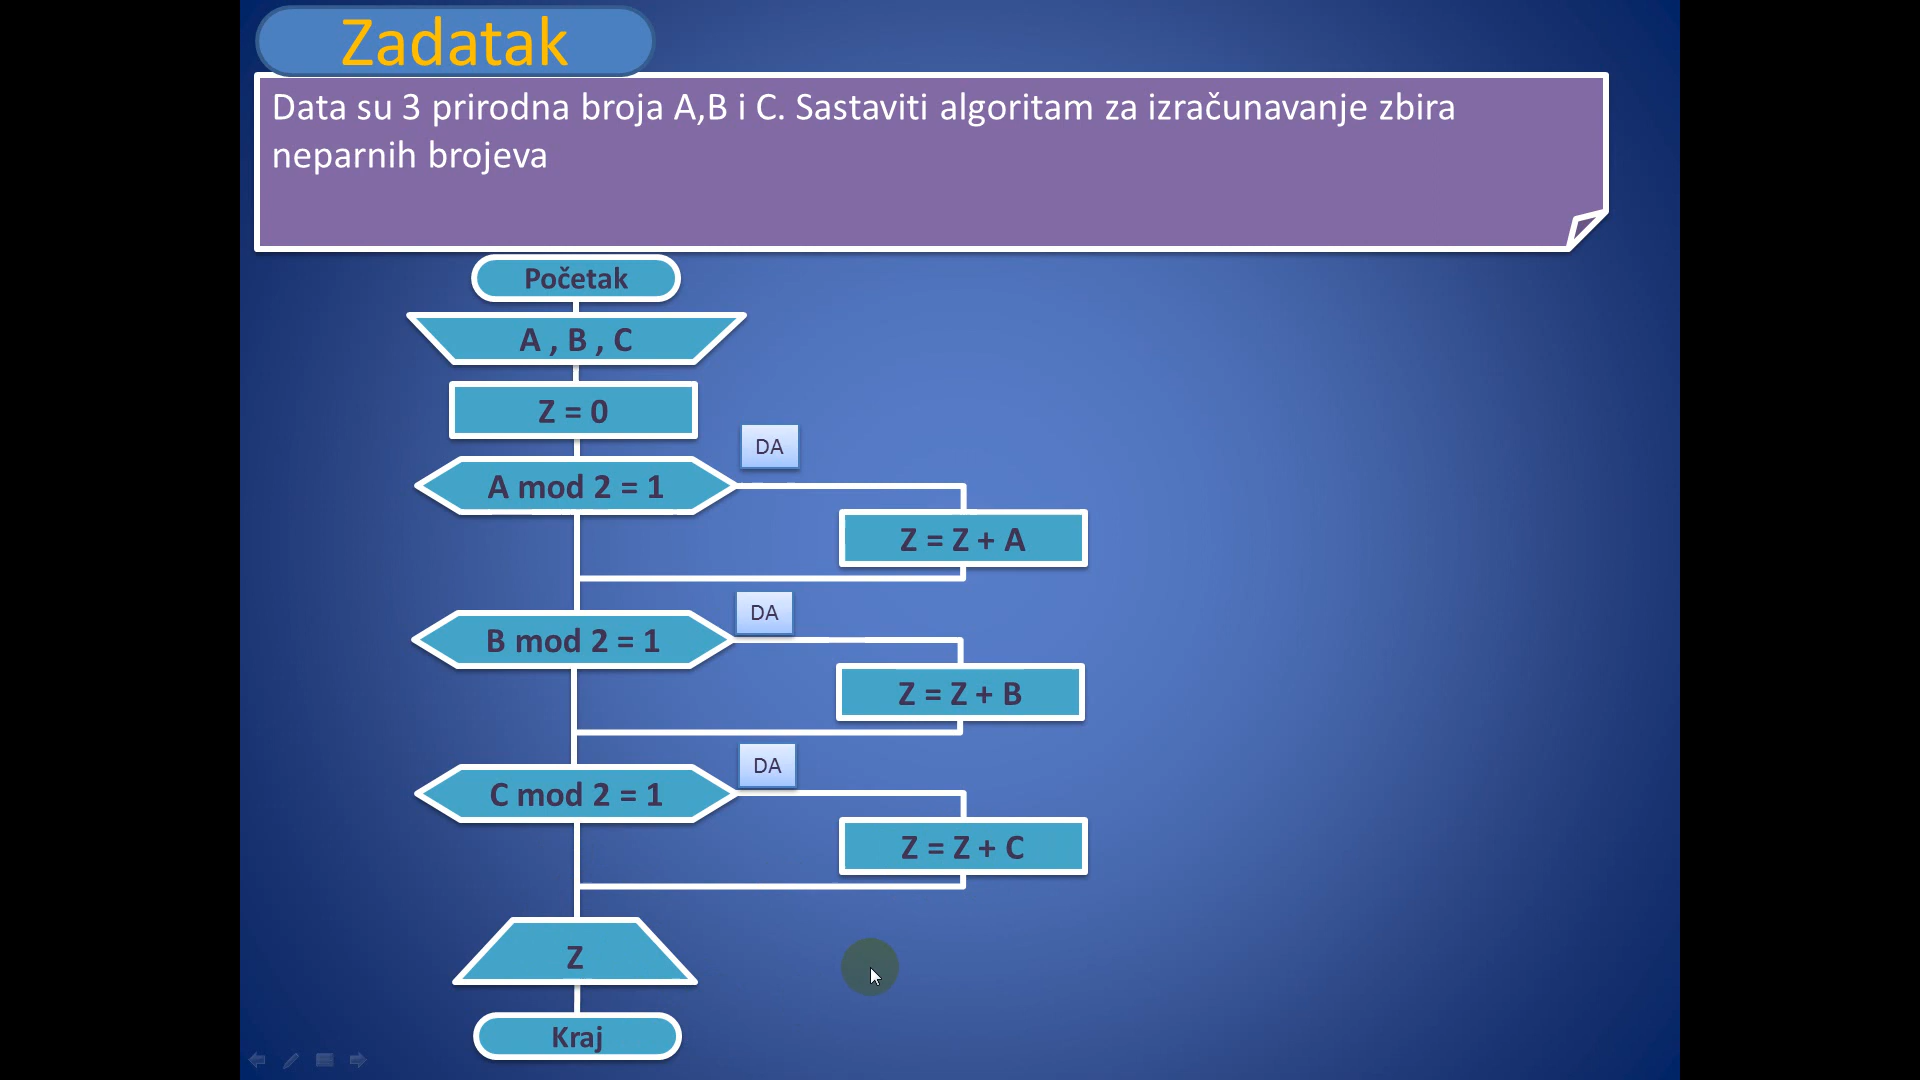 Zadatak
Data su 3 prirodna broja A,B i C. Sastaviti algoritam za izračunavanje zbira
neparnih brojeva
Početak
A , B , C
Z = 0
DA
A mod 2 = 1
Z = Z + A
DA
B mod 2 = 1
Z = Z + B
DA
C mod 2 = 1
Z = Z + C
Z
Kraj